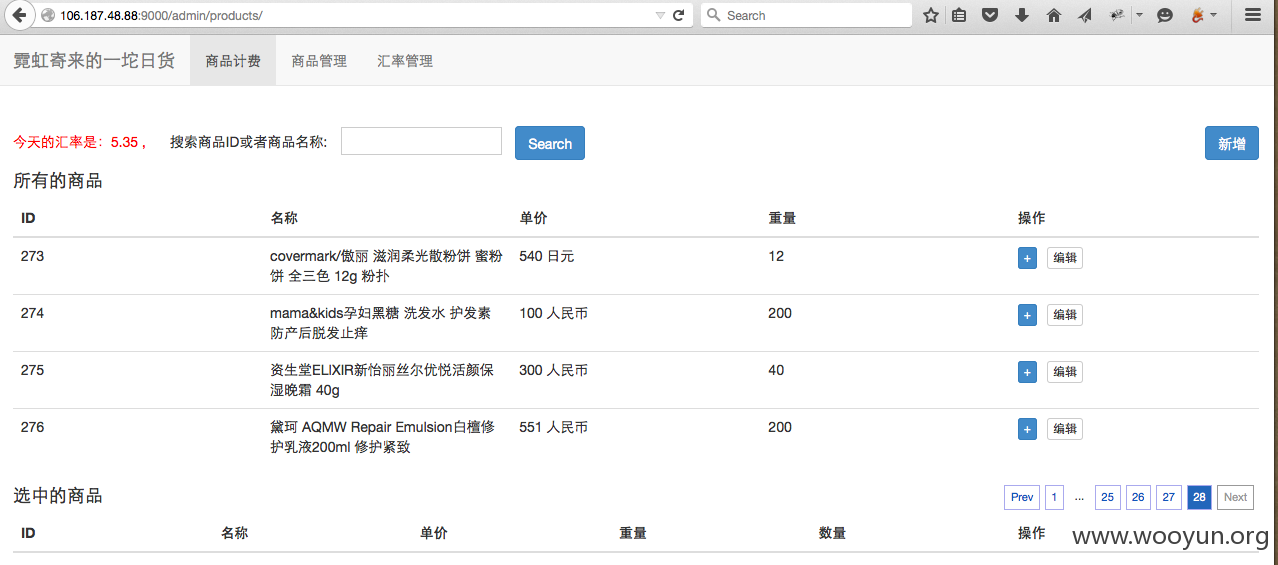 106.187.48.88:9000/admin/products/
Search
霓虹寄来的一坨日货 商品计费 商品管理 汇率管理
今天的汇率是：5.35， 搜索商品ID或者商品名称: Search 新增
所有的商品
ID 名称 单价 重量 操作
273 covermark/傲丽 滋润柔光散粉饼 蜜粉 540 日元 12 + 编辑
饼 全三色 12g 粉扑
274 mama&kids孕妇黑糖 洗发水 护发素 100 人民币 200 + 编辑
防产后脱发止痒
275 资生堂ELIXIR新怡丽丝尔优悦活颜保 300 人民币 40 + 编辑
湿晚霜 40g
276 黛珂 AQMW Repair Emulsion白檀修 551 人民币 200 + 编辑
护乳液200ml 修护紧致
选中的商品 Prev 1 ... 25 26 27 28 Next
ID 名称 单价 重量 数量 操作
www.wooyun.org